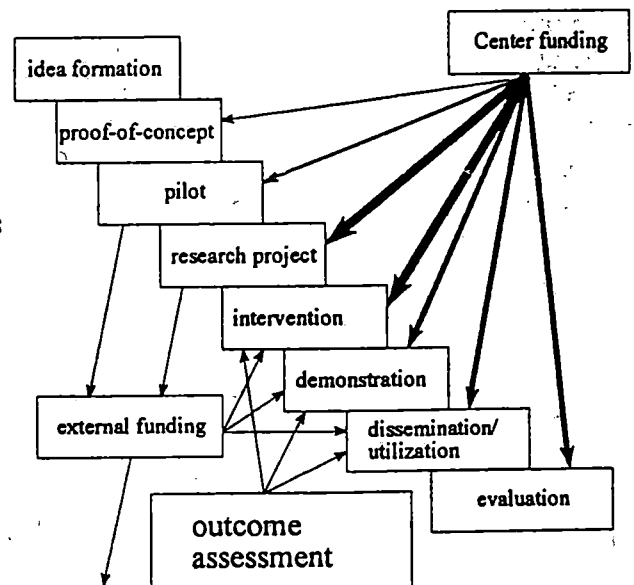 Center funding
idea formation
proof-of-concept
pilot
research project
intervention
demonstration
external funding
dissemination/
utilization
evaluation
outcome
assessment